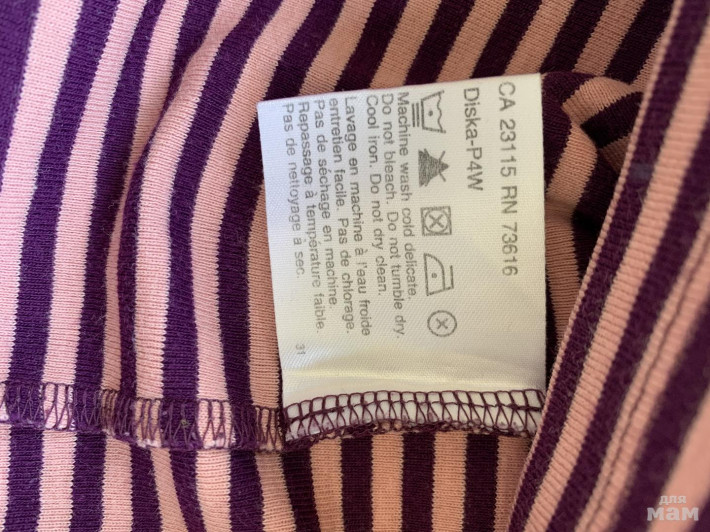 CA 23115 RN 73616
Diska-P4W
Machine wash cold delicate.
Do not bleach. Do not tumble dry.
Cool iron. Do not dry clean.
Lavage en machine à l'eau froide
entretien facile. Pas de chlorage.
Pas de séchage en machine.
Repassage à température faible.
Pas de nettoyage à sec.
31
для
мам